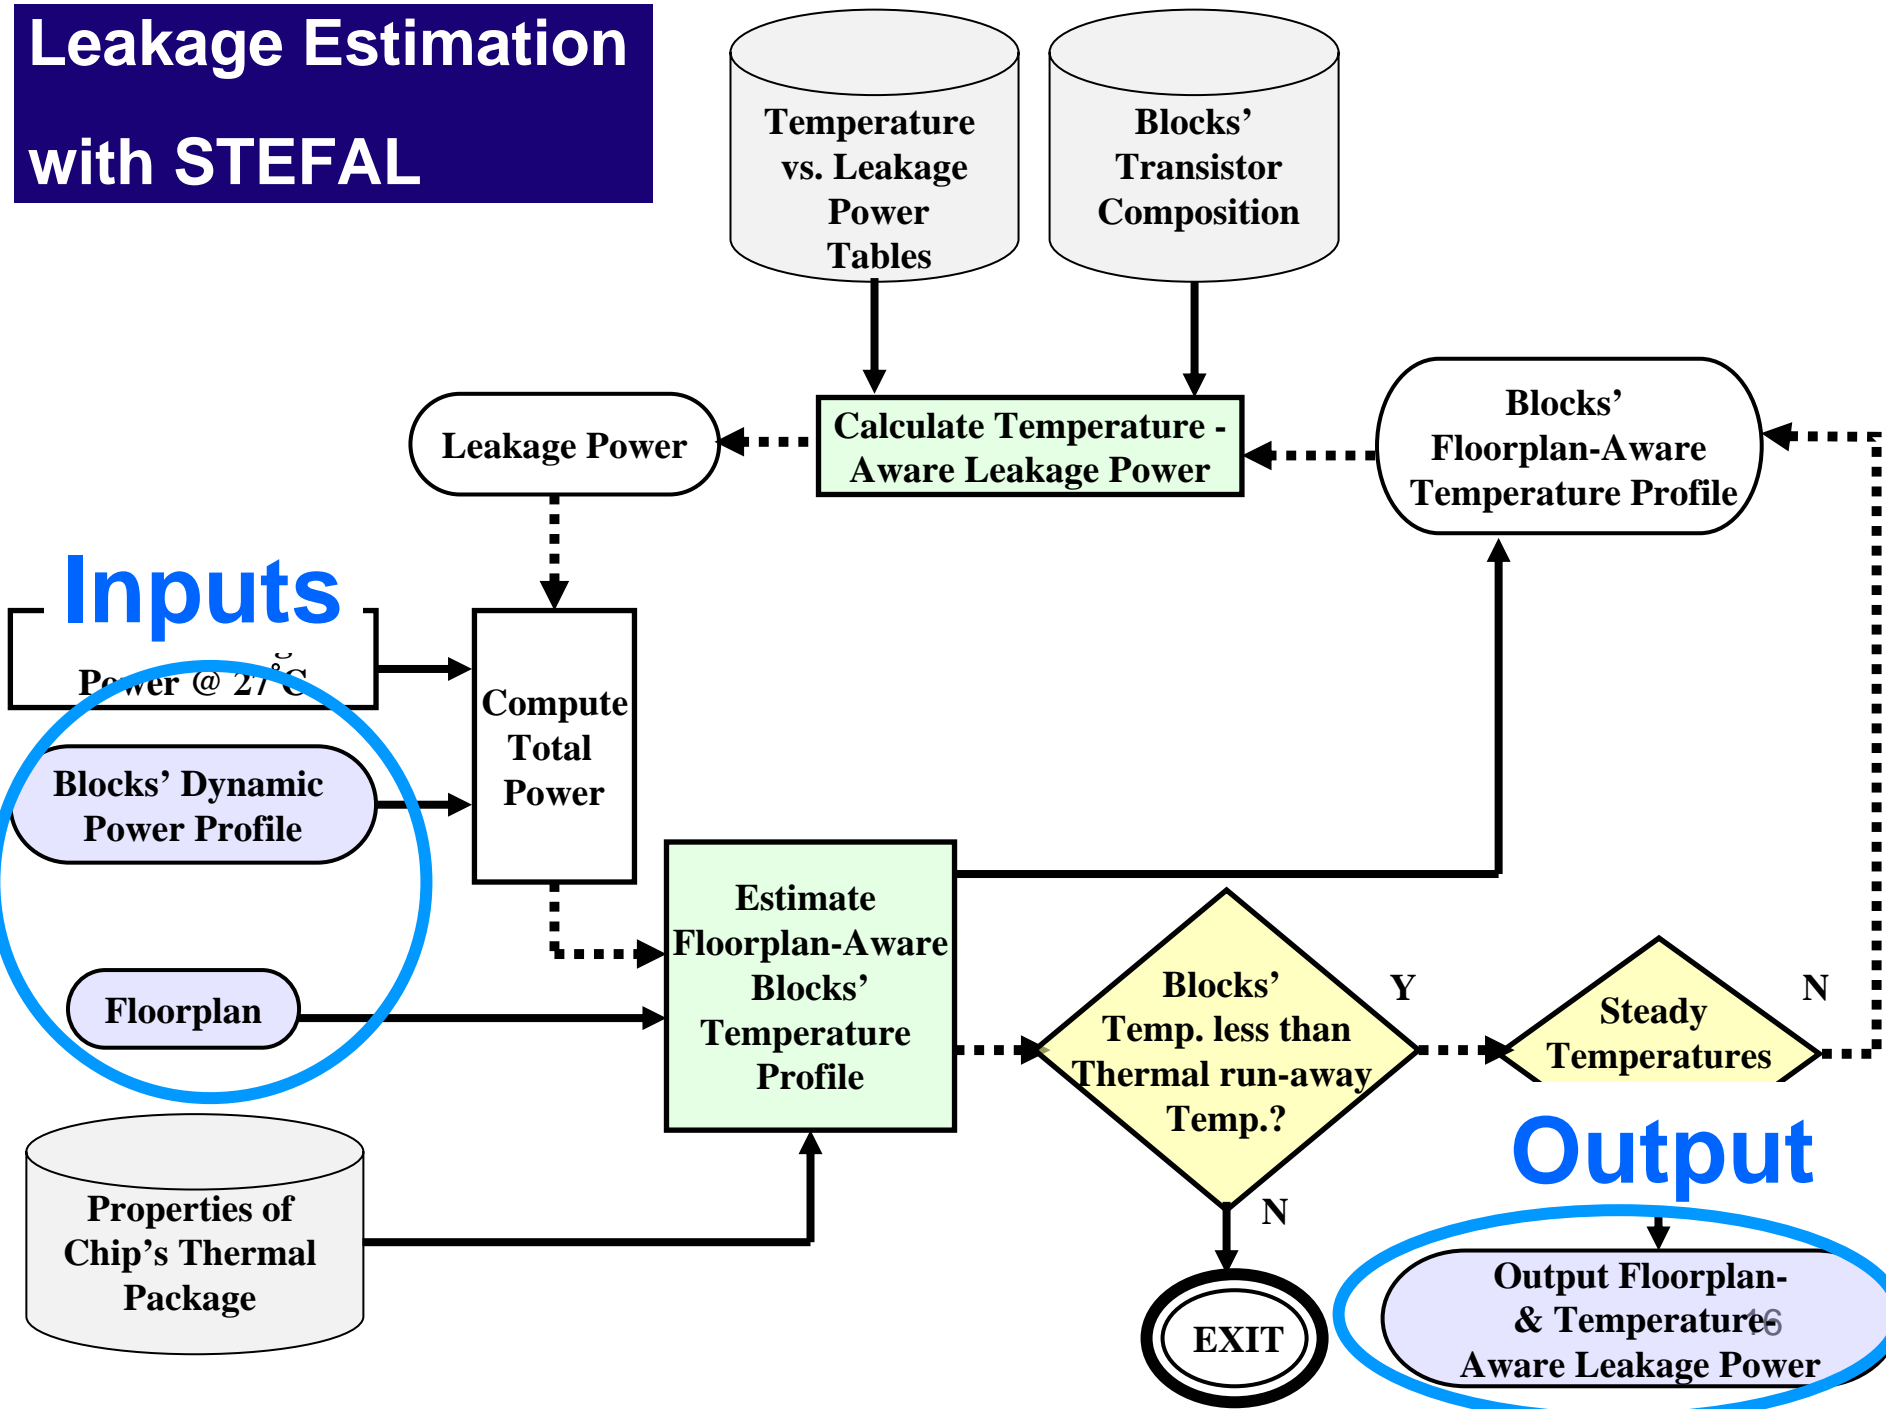 Leakage Estimation
with STEFAL
Temperature
vs. Leakage
Power
Tables
Blocks’
Transistor
Composition
Leakage Power
Calculate Temperature -
Aware Leakage Power
Blocks’
Floorplan-Aware
Temperature Profile
Inputs
Power @ 27˚C
Compute
Total
Power
Blocks’ Dynamic
Power Profile
Floorplan
Estimate
Floorplan-Aware
Blocks’
Temperature
Profile
Blocks’
Temp. less than
Thermal run-away
Temp.?
Y
N
Steady
Temperatures
N
Properties of
Chip’s Thermal
Package
EXIT
Output
Output Floorplan-
& Temperature-
Aware Leakage Power
16